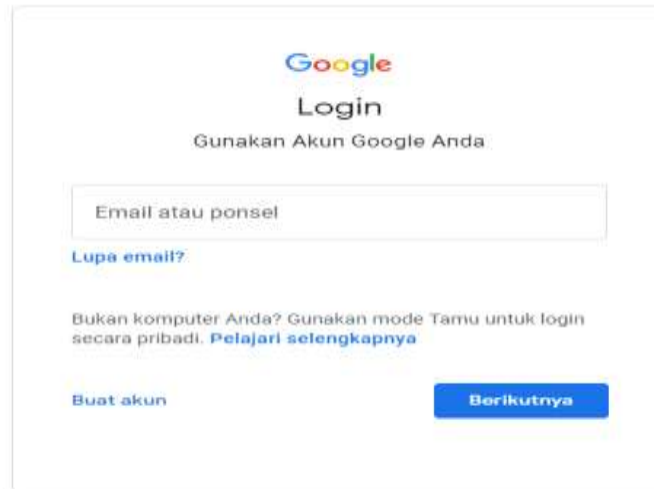 Google
Login
Gunakan Akun Google Anda
Email atau ponsel
Lupa email?
Bukan komputer Anda? Gunakan mode Tamu untuk login
secara pribadi. Pelajari selengkapnya
Buat akun
Berikutnya